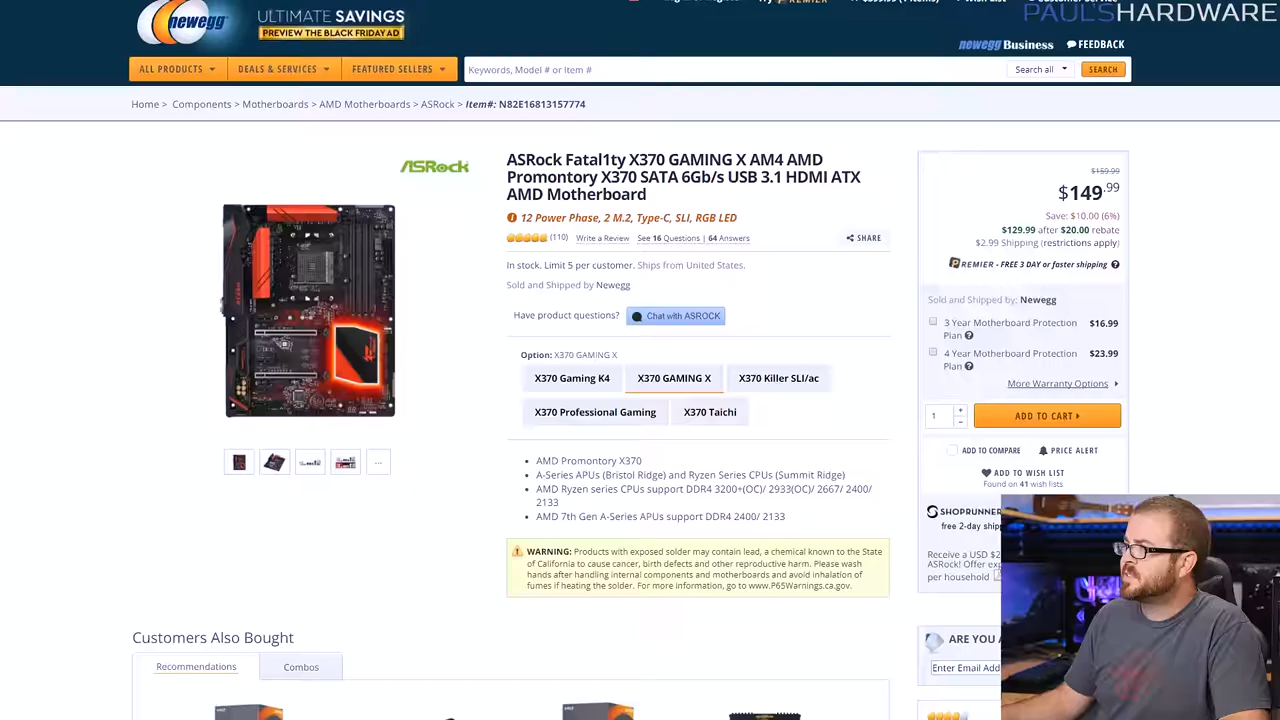 newegg
ULTIMATE SAVINGS
PREVIEW THE BLACK FRIDAY AD
PAUL'SHARDWARE
newegg Business
FEEDBACK
ALL PRODUCTS
DEALS & SERVICES
FEATURED SELLERS
Keywords, Model # or Item #
Search all
SEARCH
Home > Components > Motherboards > AMD Motherboards > ASRock > Item#: N82E16813157774
ASRock
ASRock Fatal1ty X370 GAMING X AM4 AMD
Promontory X370 SATA 6Gb/s USB 3.1 HDMI ATX
AMD Motherboard
12 Power Phase, 2 M.2, Type-C, SLI, RGB LED
(110) Write a Review See 16 Questions | 64 Answers
SHARE
In stock. Limit 5 per customer. Ships from United States.
Sold and Shipped by Newegg
Have product questions? Chat with ASROCK
Option: X370 GAMING X
X370 Gaming K4
X370 GAMING X
X370 Killer SLI/ac
X370 Professional Gaming
X370 Taichi
AMD Promontory X370
A-Series APUs (Bristol Ridge) and Ryzen Series CPUs (Summit Ridge)
AMD Ryzen series CPUs support DDR4 3200+(OC)/ 2933(OC)/ 2667/ 2400/
2133
AMD 7th Gen A-Series APUs support DDR4 2400/ 2133
WARNING: Products with exposed solder may contain lead, a chemical known to the State
of California to cause cancer, birth defects and other reproductive harm. Please wash
hands after handling internal components and motherboards and avoid inhalation of
fumes if heating the solder. For more information, go to www.P65Warnings.ca.gov.
$159.99
$149.99
Save: $10.00 (6%)
$129.99 after $20.00 rebate
$2.99 Shipping (restrictions apply)
PREMIER - FREE 3 DAY or faster shipping
Sold and Shipped by: Newegg
3 Year Motherboard Protection $16.99
Plan
4 Year Motherboard Protection $23.99
Plan
More Warranty Options
1
ADD TO CART
ADD TO COMPARE
PRICE ALERT
ADD TO WISH LIST
Found on 41 wish lists
SHOPRUNNER
free 2-day
Receive a USD
ASRock! Offer
per household
ARE YOU
Enter Email
Customers Also Bought
Recommendations
Combos